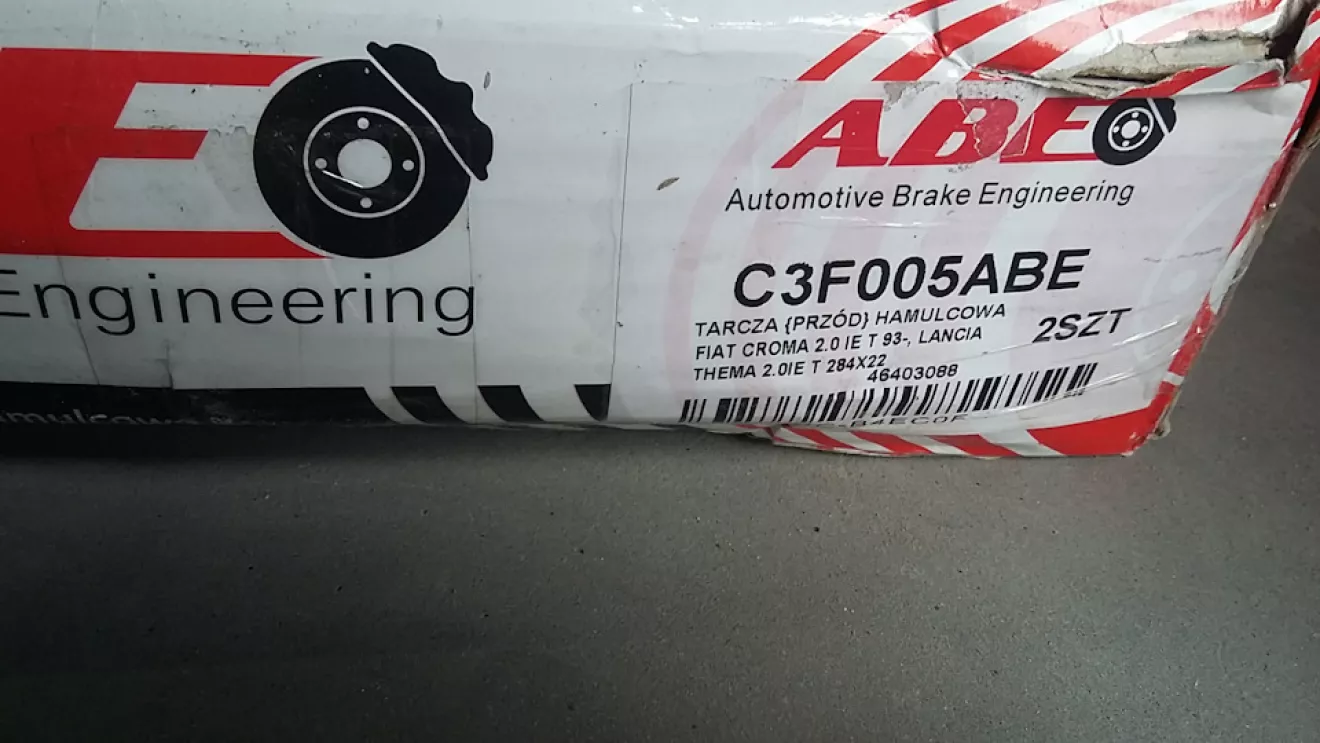 ABE
Automotive Brake Engineering
C3F005ABE
TARCZA {PRZÓD} HAMULCOWA
FIAT CROMA 2.0 IE T 93-, LANCIA
THEMA 2.0IE T 284X22
2SZT
46403088
Engineering